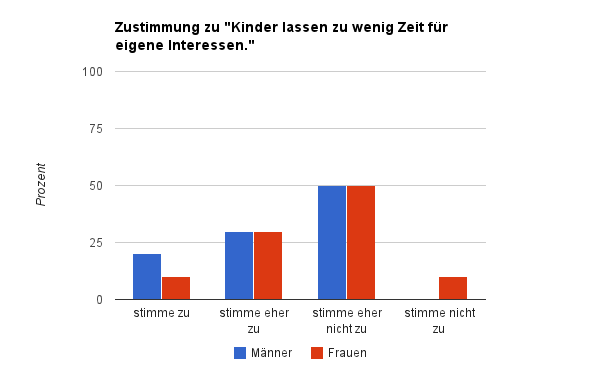 Zustimmung zu "Kinder lassen zu wenig Zeit für
eigene Interessen."
100
75
50
25
0
Prozent
stimme zu
stimme eher
zu
stimme eher
nicht zu
stimme nicht
zu
Männer
Frauen